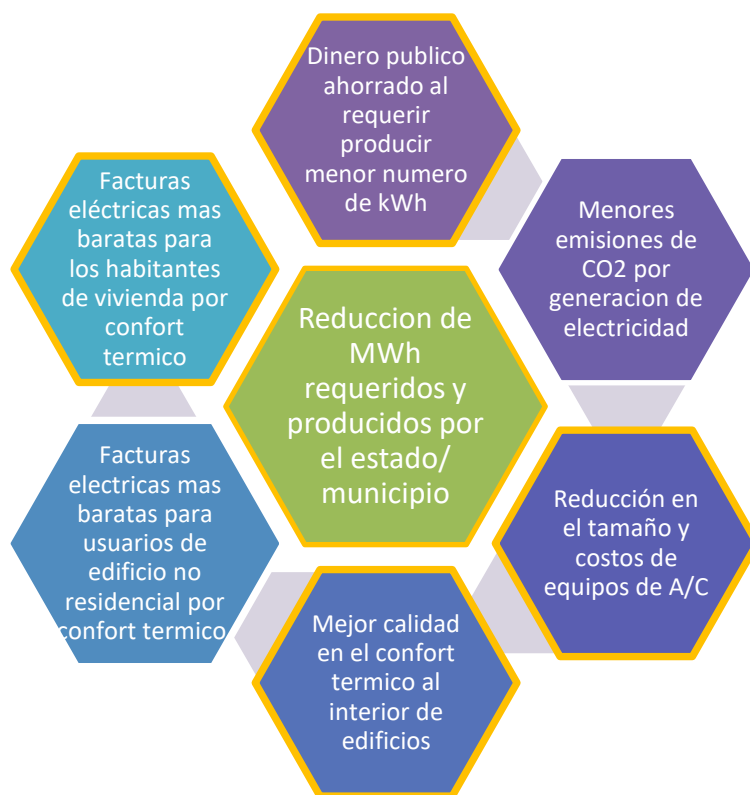 Dinero publico
ahorrado al
requerir
producir
menor numero
de kWh
Menores
emisiones de
CO2 por
generacion de
electricidad
Reducción en
el tamaño y
costos de
equipos de A/C
Mejor calidad
en el confort
termico al
interior de
edificios
Facturas
electricas mas
baratas para
usuarios de
edificio no
residencial por
confort termico
Facturas
eléctricas mas
baratas para
los habitantes
de vivienda por
confort
termico
Reduccion de
MWh
requeridos y
producidos por
el estado/
municipio